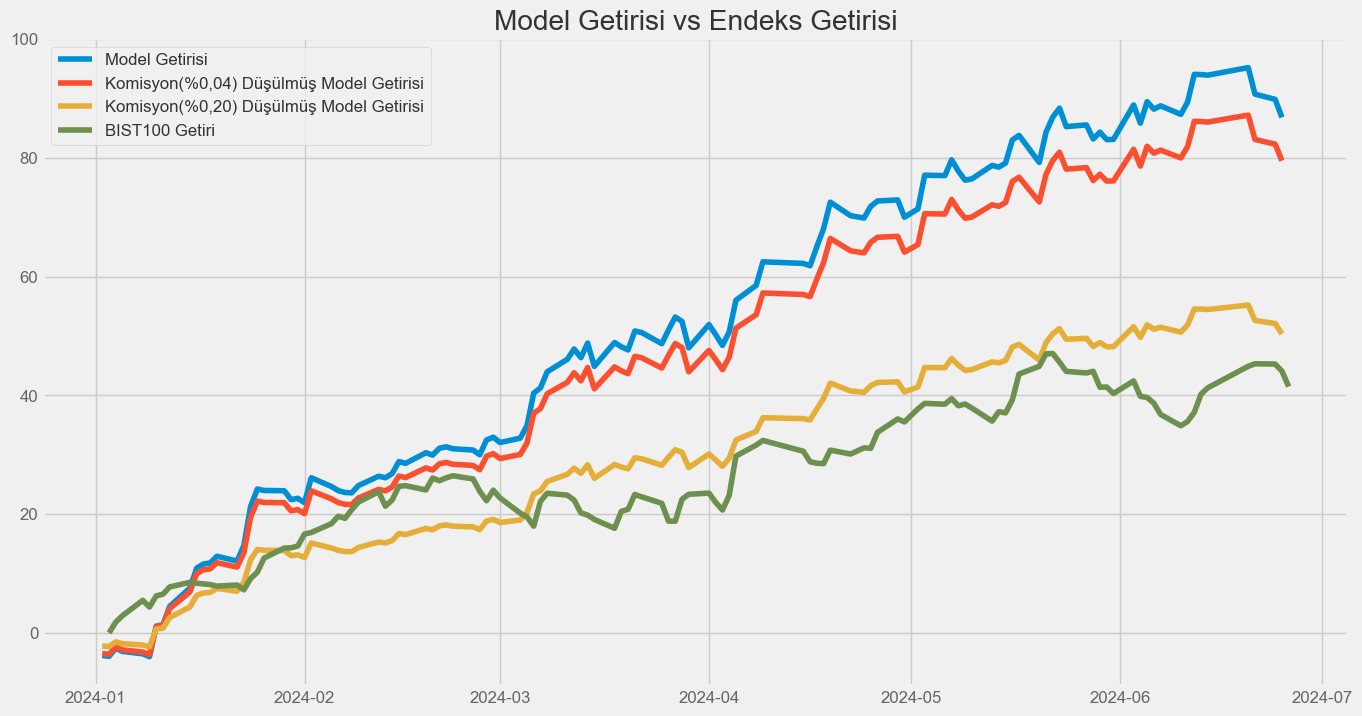 Model Getirisi vs Endeks Getirisi
Model Getirisi
Komisyon(%0,04) Düşülmüş Model Getirisi
Komisyon(%0,20) Düşülmüş Model Getirisi
BIST100 Getiri
100
80
60
40
20
0
2024-01
2024-02
2024-03
2024-04
2024-05
2024-06
2024-07